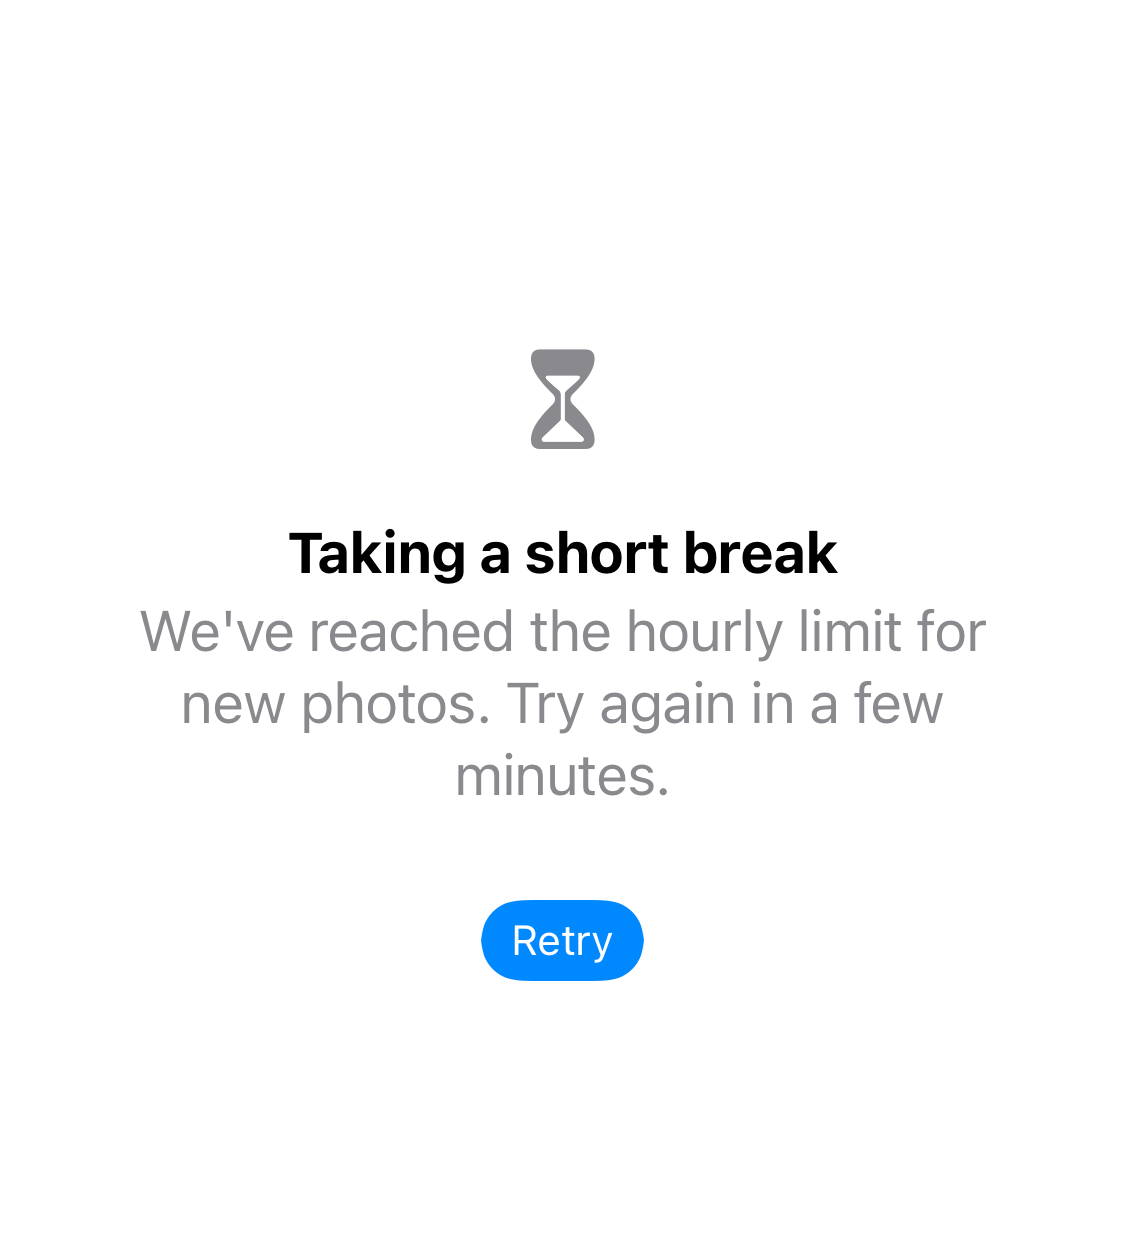 Taking a short break
We've reached the hourly limit for
new photos. Try again in a few
minutes.
Retry